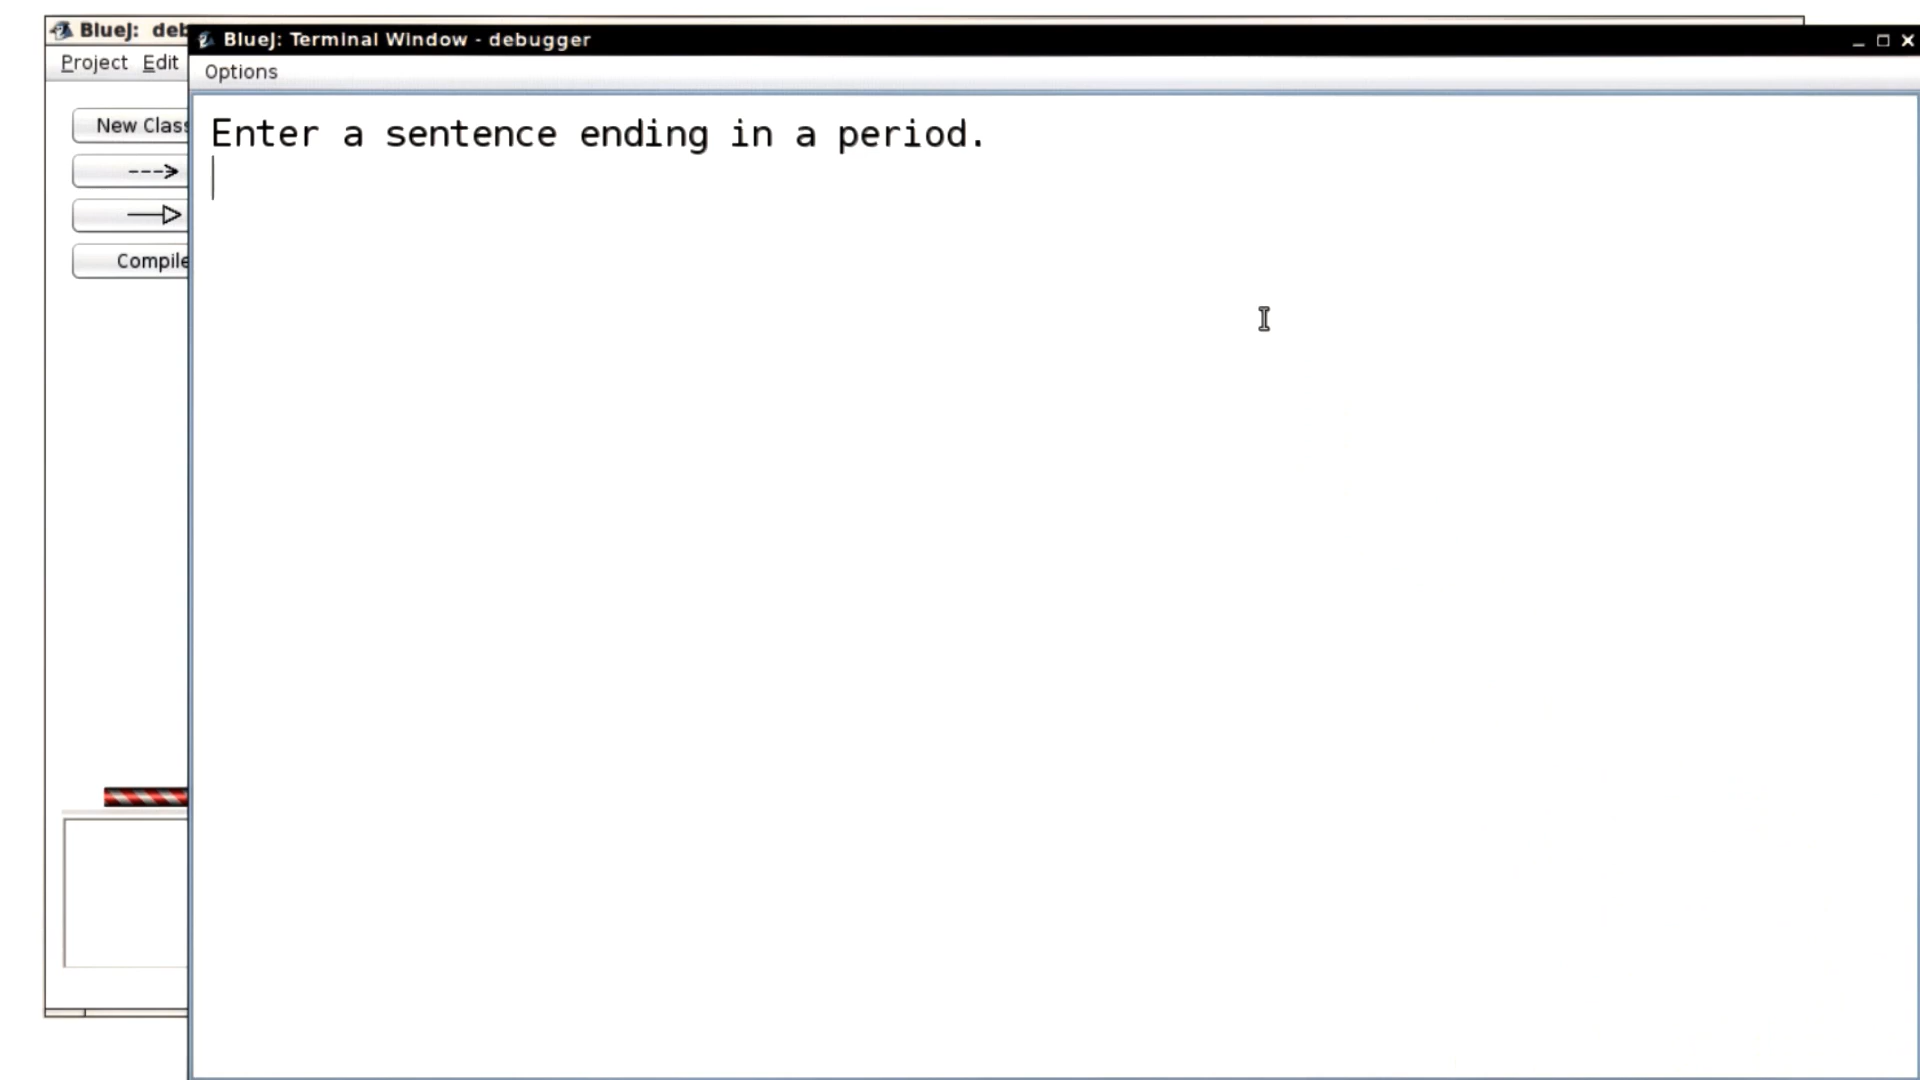 BlueJ: deb
BlueJ: Terminal Window - debugger
Project Edit
Options
New Class
Compile
Enter a sentence ending in a period.